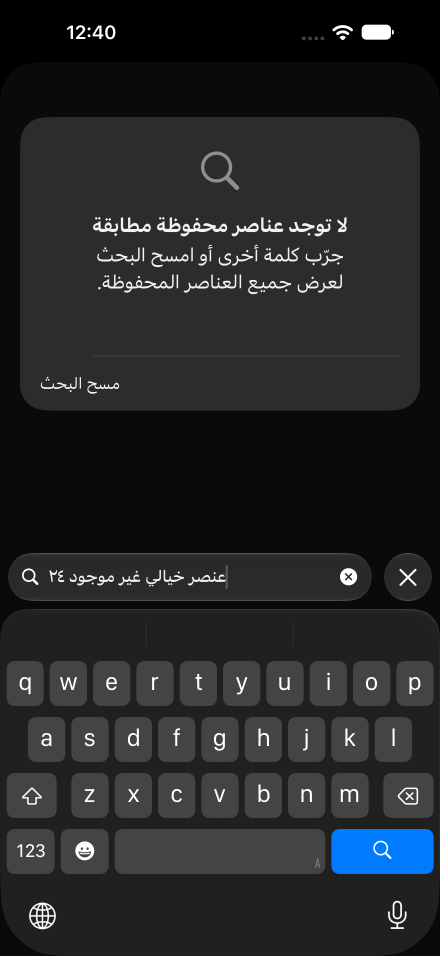 12:40
لا توجد عناصر محفوظة مطابقة
جرّب كلمة أخرى أو امسح البحث
لعرض جميع العناصر المحفوظة.
مسح البحث
عنصر خيالي غير موجود ٢٤
q w e r t y u i o p
a s d f g h j k l
z x c v b n m
123
A